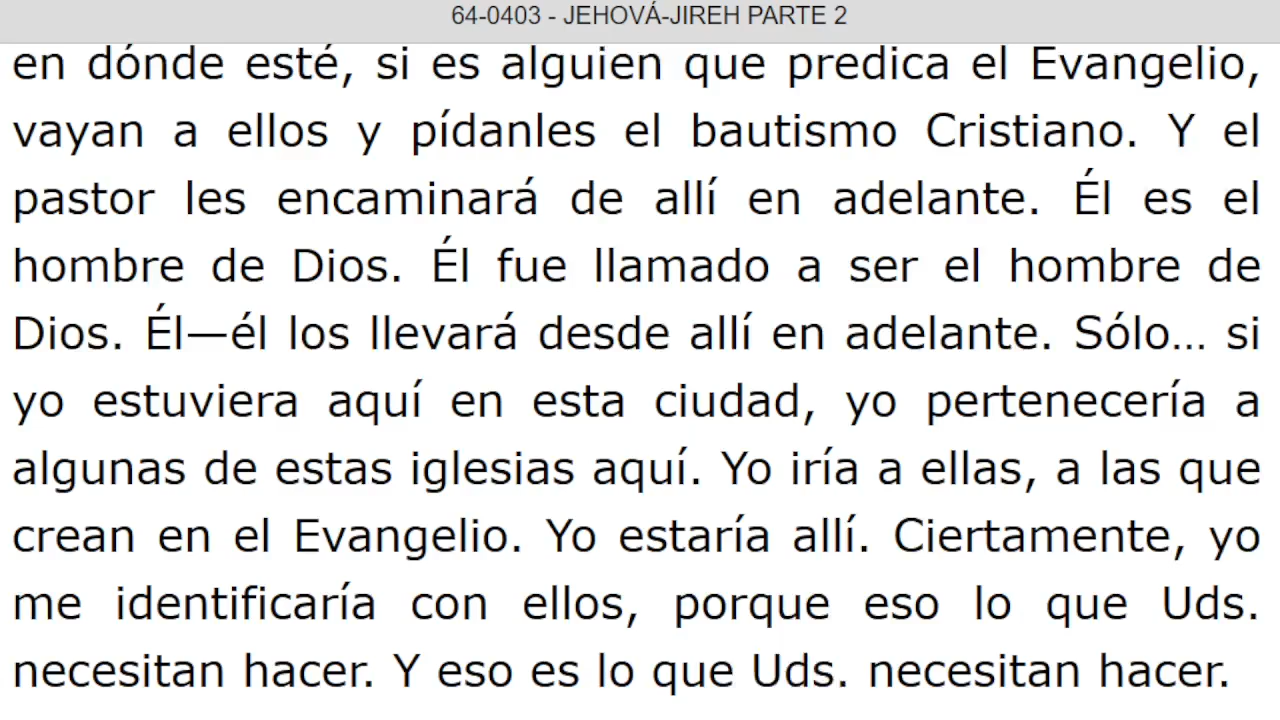 64-0403 - JEHOVÁ-JIREH PARTE 2
en dónde esté, si es alguien que predica el Evangelio,
vayan a ellos y pídanles el bautismo Cristiano. Y el
pastor les encaminará de allí en adelante. Él es el
hombre de Dios. Él fue llamado a ser el hombre de
Dios. Él—él los llevará desde allí en adelante. Sólo... si
yo estuviera aquí en esta ciudad, yo pertenecería a
algunas de estas iglesias aquí. Yo iría a ellas, a las que
crean en el Evangelio. Yo estaría allí. Ciertamente, yo
me identificaría con ellos, porque eso lo que Uds.
necesitan hacer. Y eso es lo que Uds. necesitan hacer.